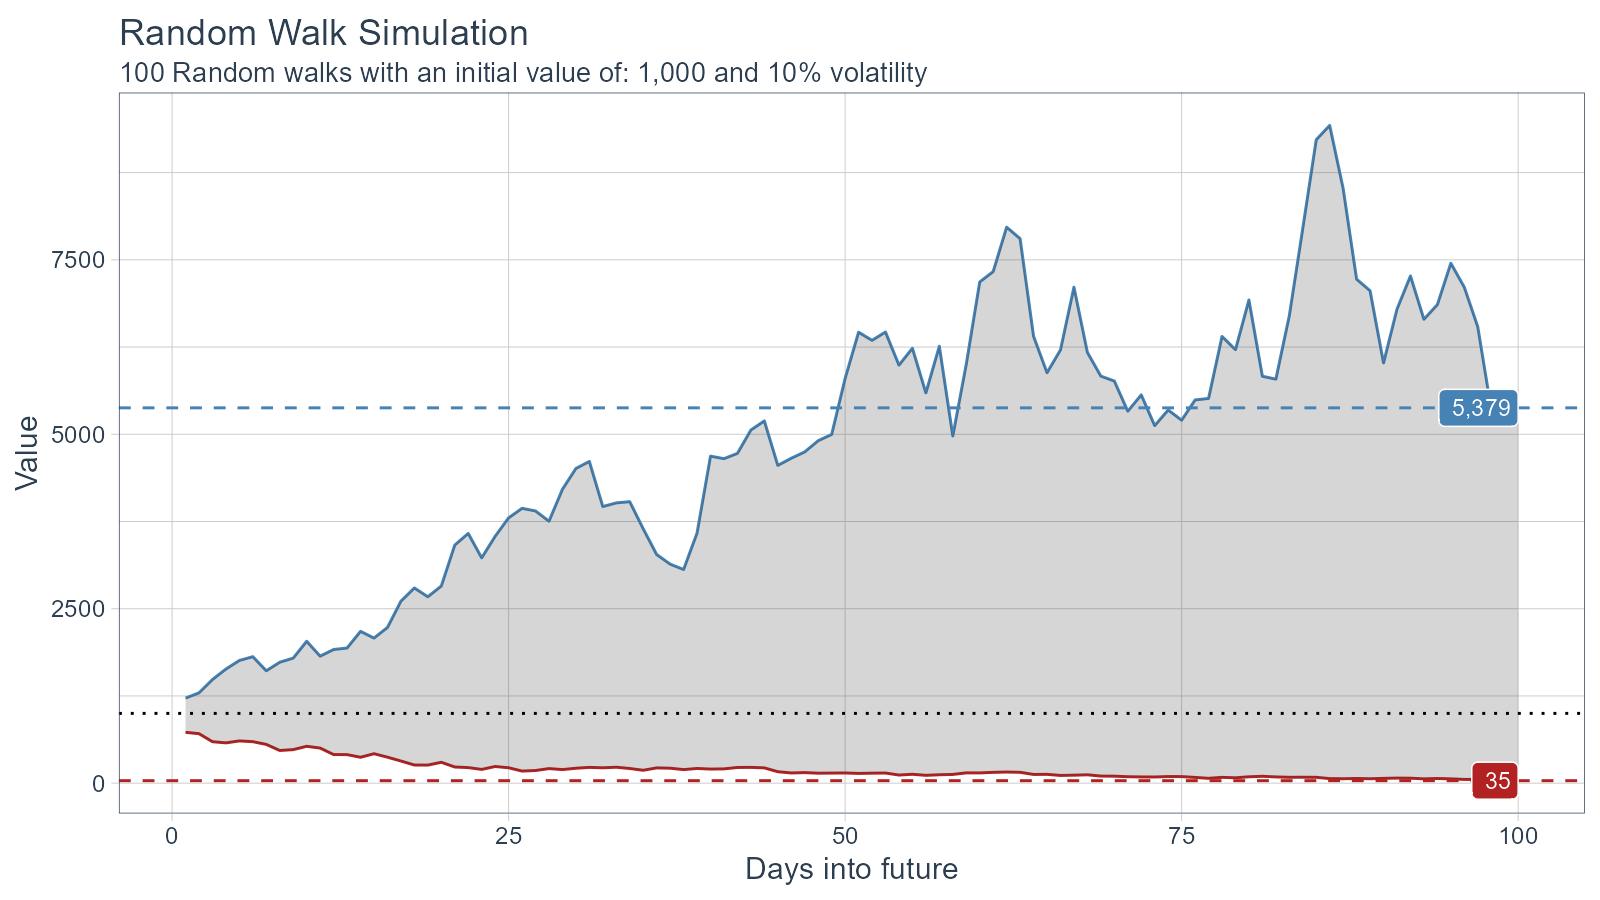 Random Walk Simulation
100 Random walks with an initial value of: 1,000 and 10% volatility
Value
7500
5000
2500
0
5,379
35
0
25
50
75
100
Days into future